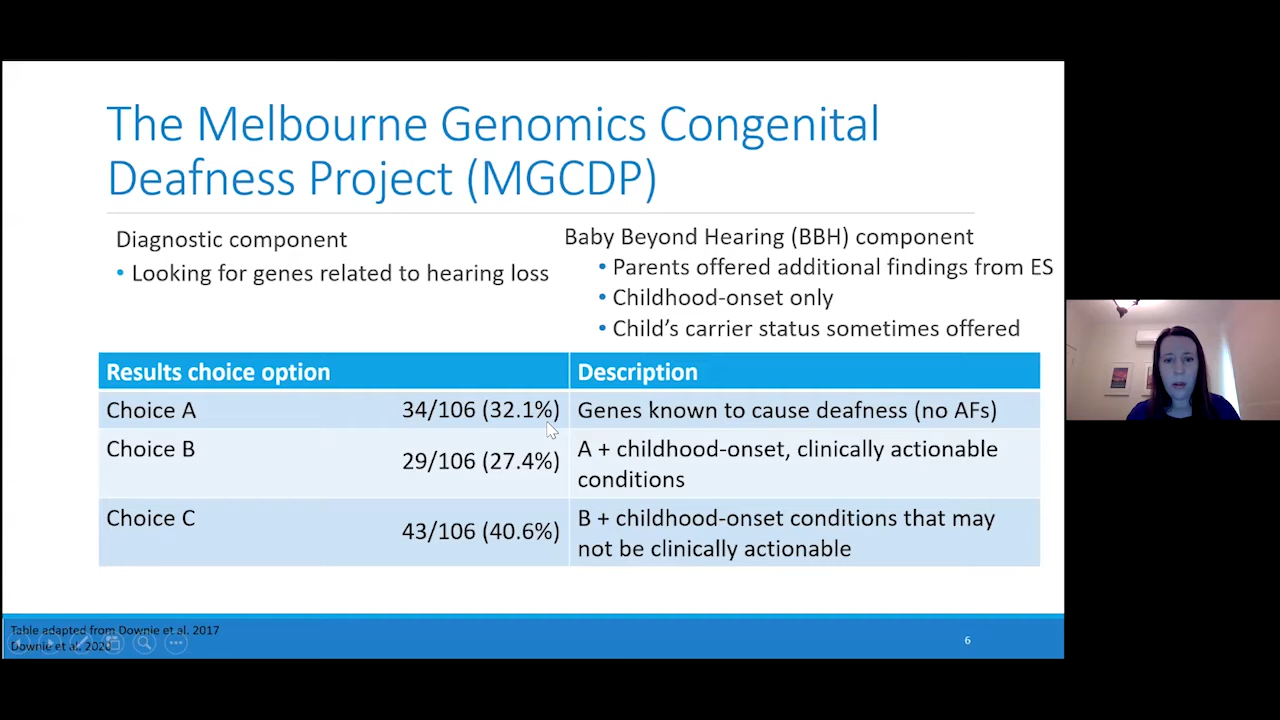 The Melbourne Genomics Congenital
Deafness Project (MGCDP)
Diagnostic component
• Looking for genes related to hearing loss
Baby Beyond Hearing (BBH) component
• Parents offered additional findings from ES
• Childhood-onset only
• Child's carrier status sometimes offered
Results choice option Description
Choice A 34/106 (32.1%) Genes known to cause deafness (no AFs)
Choice B 29/106 (27.4%) A + childhood-onset, clinically actionable
conditions
Choice C 43/106 (40.6%) B + childhood-onset conditions that may
not be clinically actionable
Table adapted from Downie et al. 2017
Downie et al. 2020
6